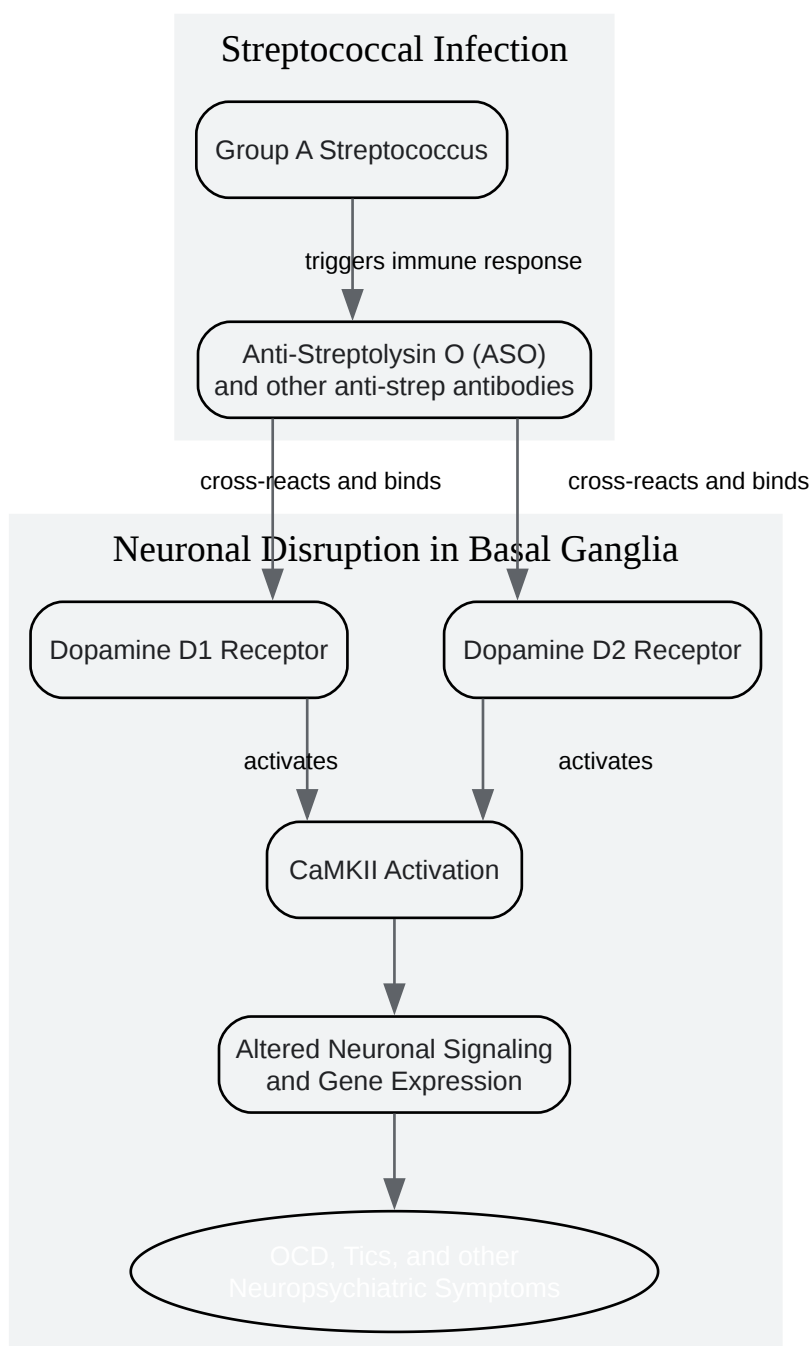 Streptococcal Infection
Group A Streptococcus
triggers immune response
Anti-Streptolysin O (ASO)
and other anti-strep antibodies
cross-reacts and binds
cross-reacts and binds
Neuronal Disruption in Basal Ganglia
Dopamine D1 Receptor
Dopamine D2 Receptor
activates
activates
CaMKII Activation
Altered Neuronal Signaling
and Gene Expression
OCD, Tics, and other
Neuropsychiatric Symptoms